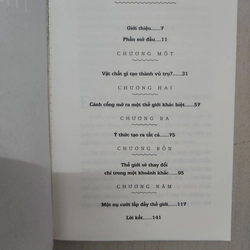 Giới thiệu......7
Phần mở đầu....11
CHƯƠNG MỘT
Vật chất gì tạo thành vũ trụ?......31
CHƯƠNG HAI
Cánh cổng mở ra một thế giới khác biệt......57
CHƯƠNG BA
Ý thức tạo ra tất cả......75
CHƯƠNG BỐN
Thế giới sẽ thay đổi
chỉ trong một khoảnh khắc......95
CHƯƠNG NĂM
Một nụ cười lấp đầy thế giới......117
Lời kết......141